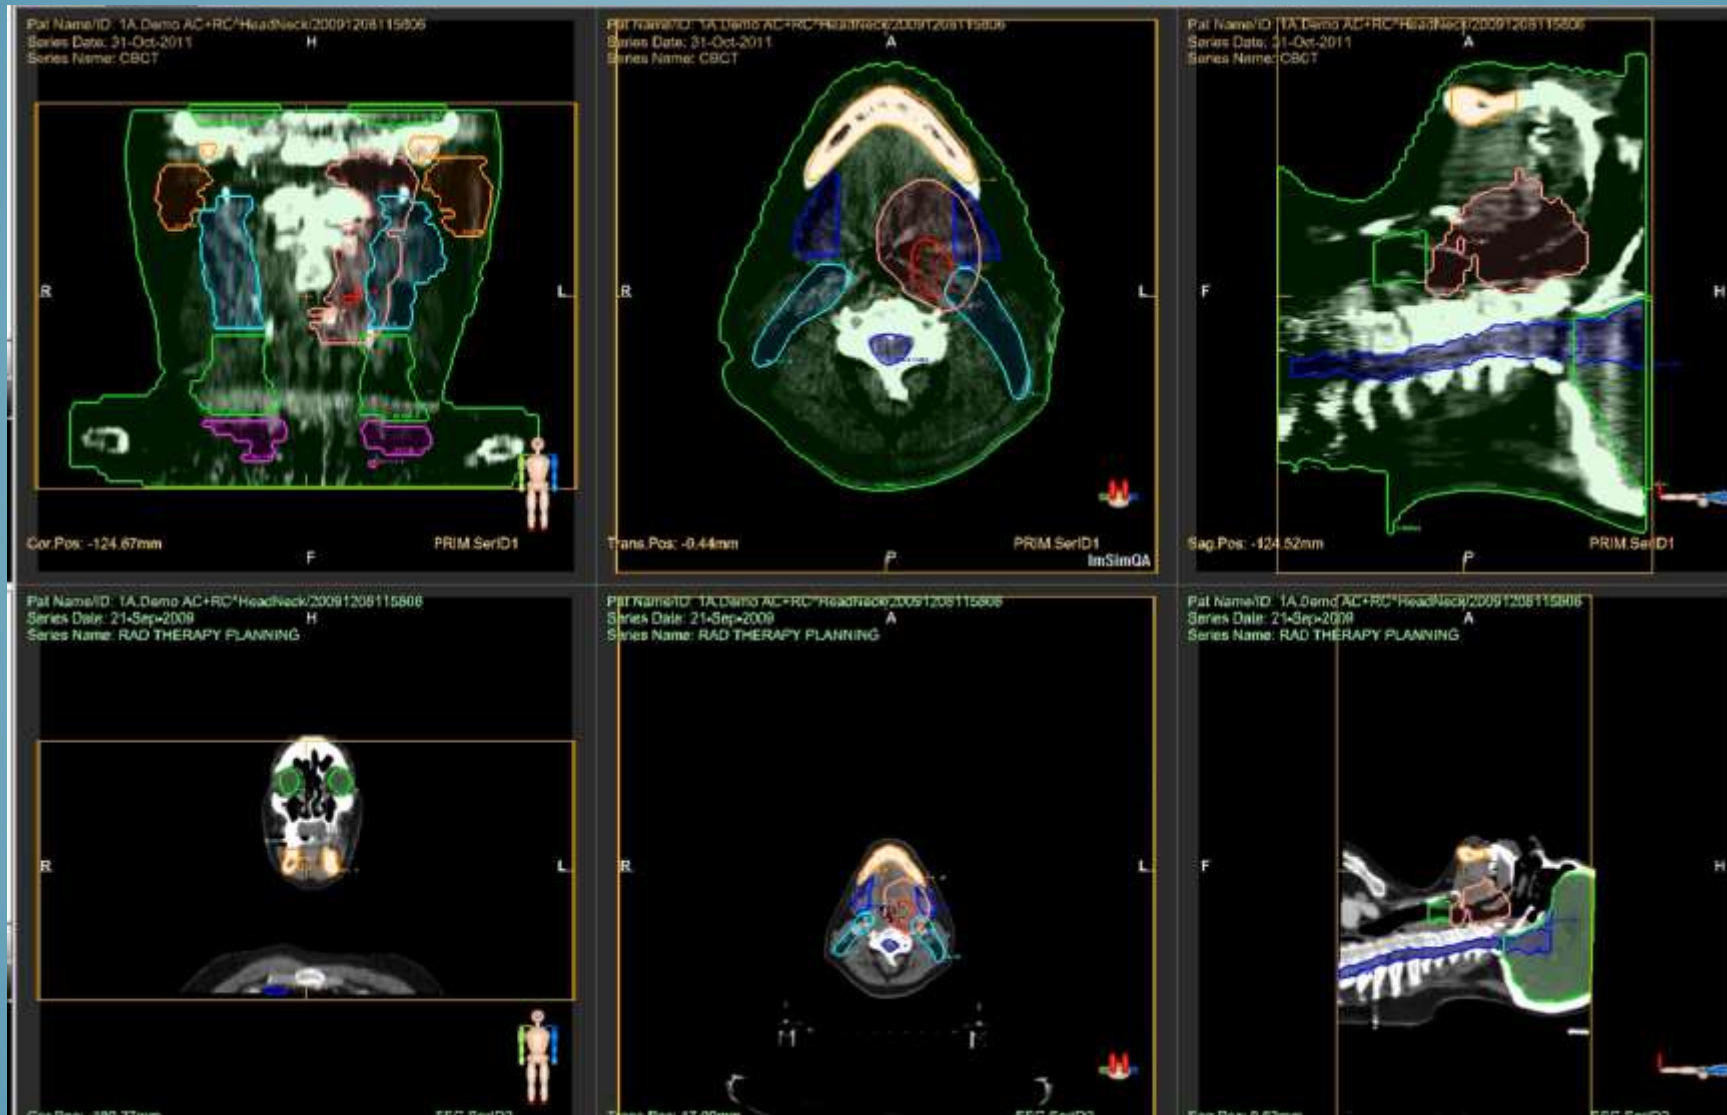 Pat Name/ID: 1A.Demo AC+RC^HeadNeck/20091208115806
Series Date: 31-Oct-2011
Series Name: CBCT
H
R
L
Cor.Pos: -124.67mm
PRIM.SerID1
F
Pat Name/ID: 1A.Demo AC+RC^HeadNeck/20091208115806
Series Date: 31-Oct-2011
Series Name: CBCT
A
R
L
Trans.Pos: -0.44mm
PRIM.SerID1
ImSimQA
P
Pat Name/ID: 1A.Demo AC+RC^HeadNeck/20091208115806
Series Date: 31-Oct-2011
Series Name: CBCT
A
F
H
Sag.Pos: -124.52mm
PRIM.SerID1
P
Pat Name/ID: 1A.Demo AC+RC^HeadNeck/20091208115806
Series Date: 21-Sep-2009
Series Name: RAD THERAPY PLANNING
H
R
L
Pat Name/ID: 1A.Demo AC+RC^HeadNeck/20091208115806
Series Date: 21-Sep-2009
Series Name: RAD THERAPY PLANNING
A
R
L
Pat Name/ID: 1A.Demo AC+RC^HeadNeck/20091208115806
Series Date: 21-Sep-2009
Series Name: RAD THERAPY PLANNING
A
F
H